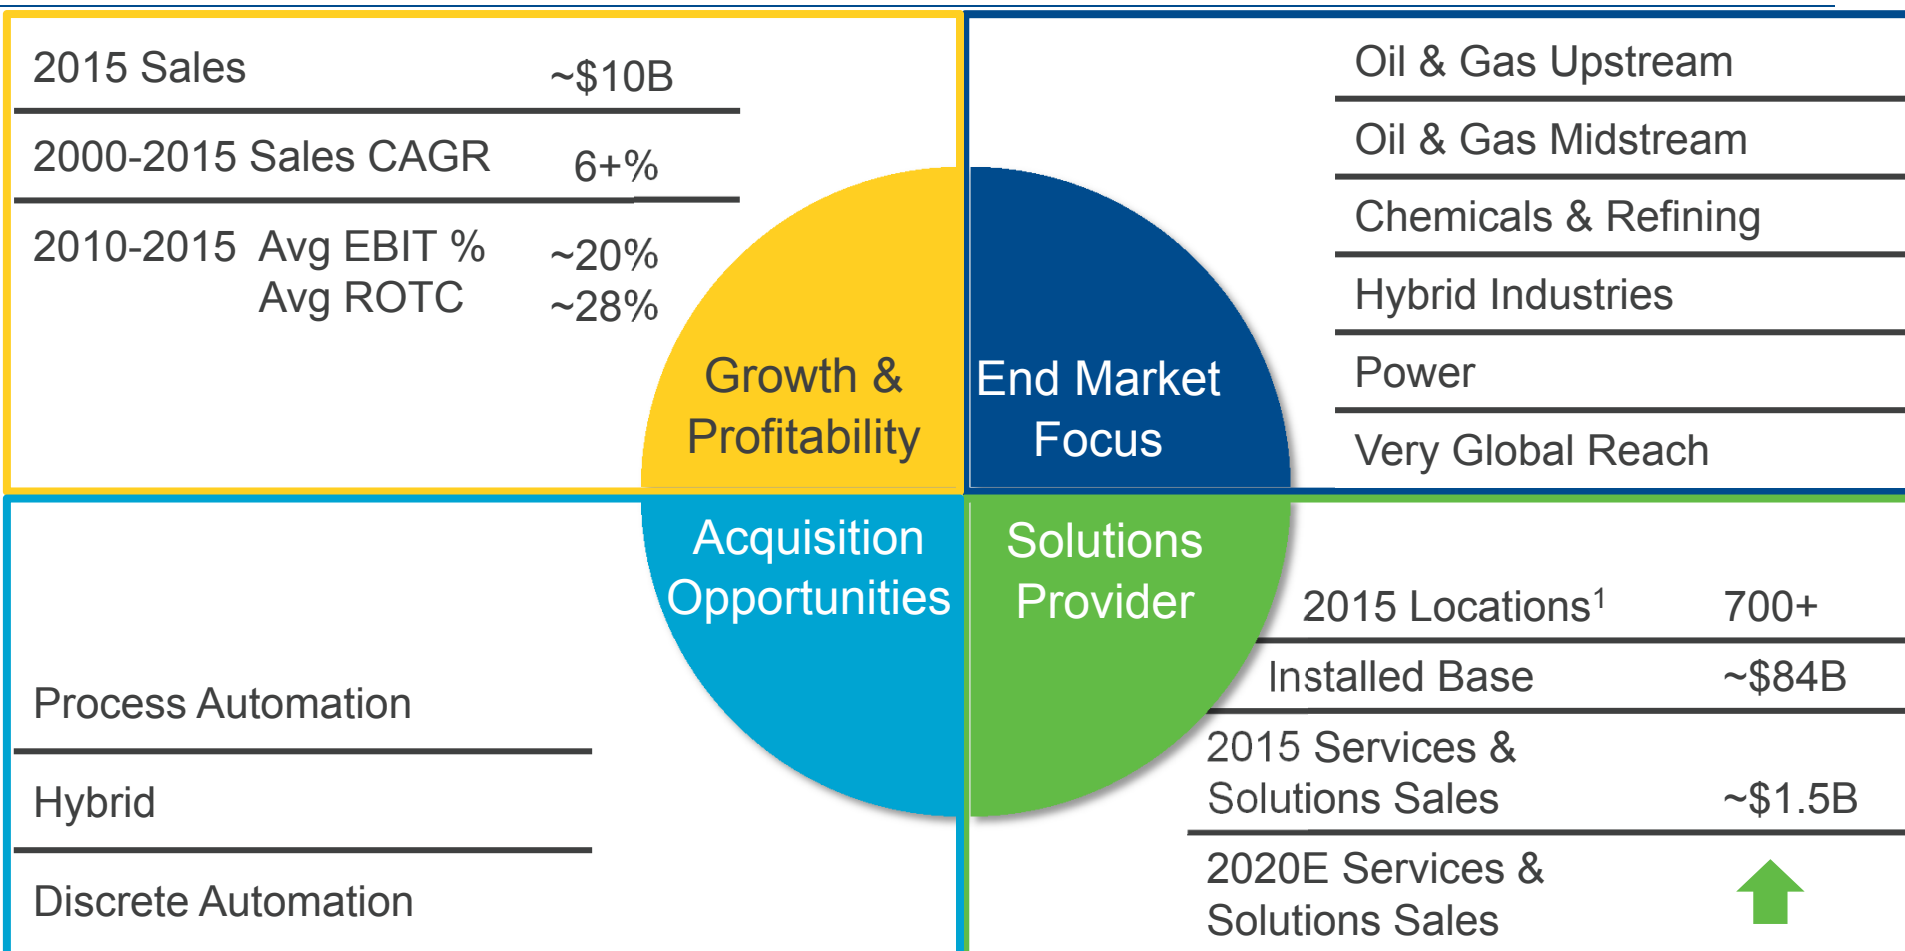 2015 Sales ~$10B
2000-2015 Sales CAGR 6+%
2010-2015 Avg EBIT % ~20%
Avg ROTC ~28%
Growth &
Profitability
End Market
Focus
Oil & Gas Upstream
Oil & Gas Midstream
Chemicals & Refining
Hybrid Industries
Power
Very Global Reach
Acquisition
Opportunities
Process Automation
Hybrid
Discrete Automation
Solutions
Provider
2015 Locations¹ 700+
Installed Base ~$84B
2015 Services &
Solutions Sales ~$1.5B
2020E Services &
Solutions Sales